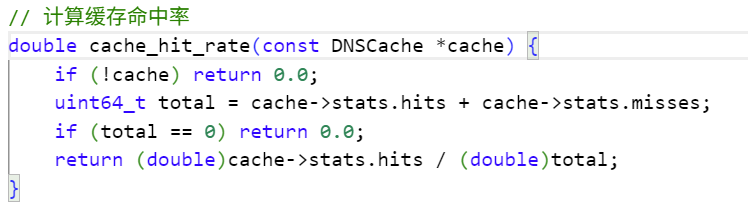 // 计算缓存命中率
double cache_hit_rate(const DNSCache *cache) {
    if (!cache) return 0.0;
    uint64_t total = cache->stats.hits + cache->stats.misses;
    if (total == 0) return 0.0;
    return (double)cache->stats.hits / (double)total;
}